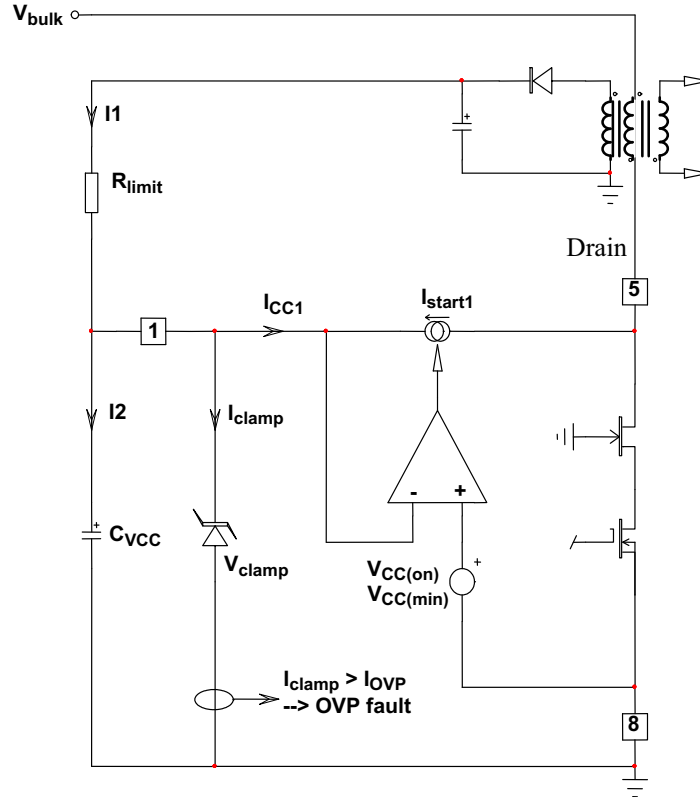 Vbulk
I1
Rlimit
Drain
5
ICC1
Istart1
1
I2
Iclamp
- +
CVCC
Vclamp
VCC(on)
VCC(min)
Iclamp > IOVP
--> OVP fault
8